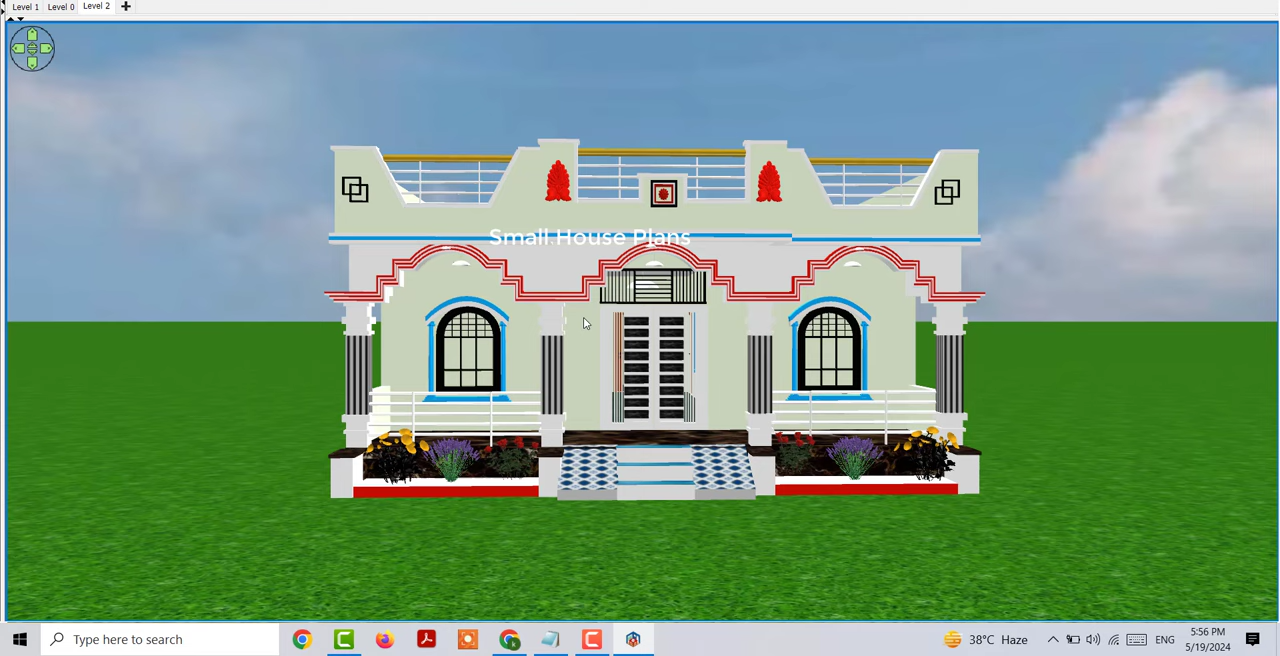 Level 1 Level 0 Level 2
Small House Plans
Type here to search
38°C Haze
ENG
5:56 PM
5/19/2024